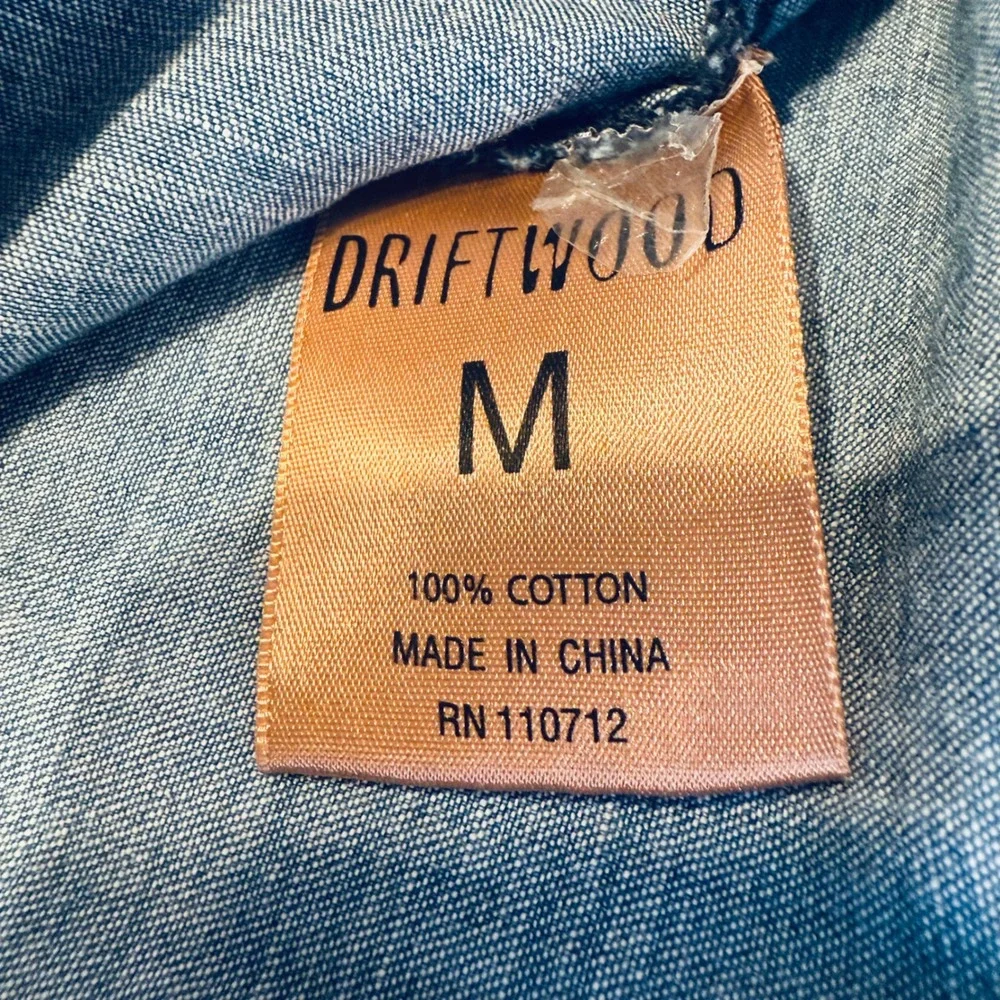 DRIFTWOOD
M
100% COTTON
MADE IN CHINA
RN 110712